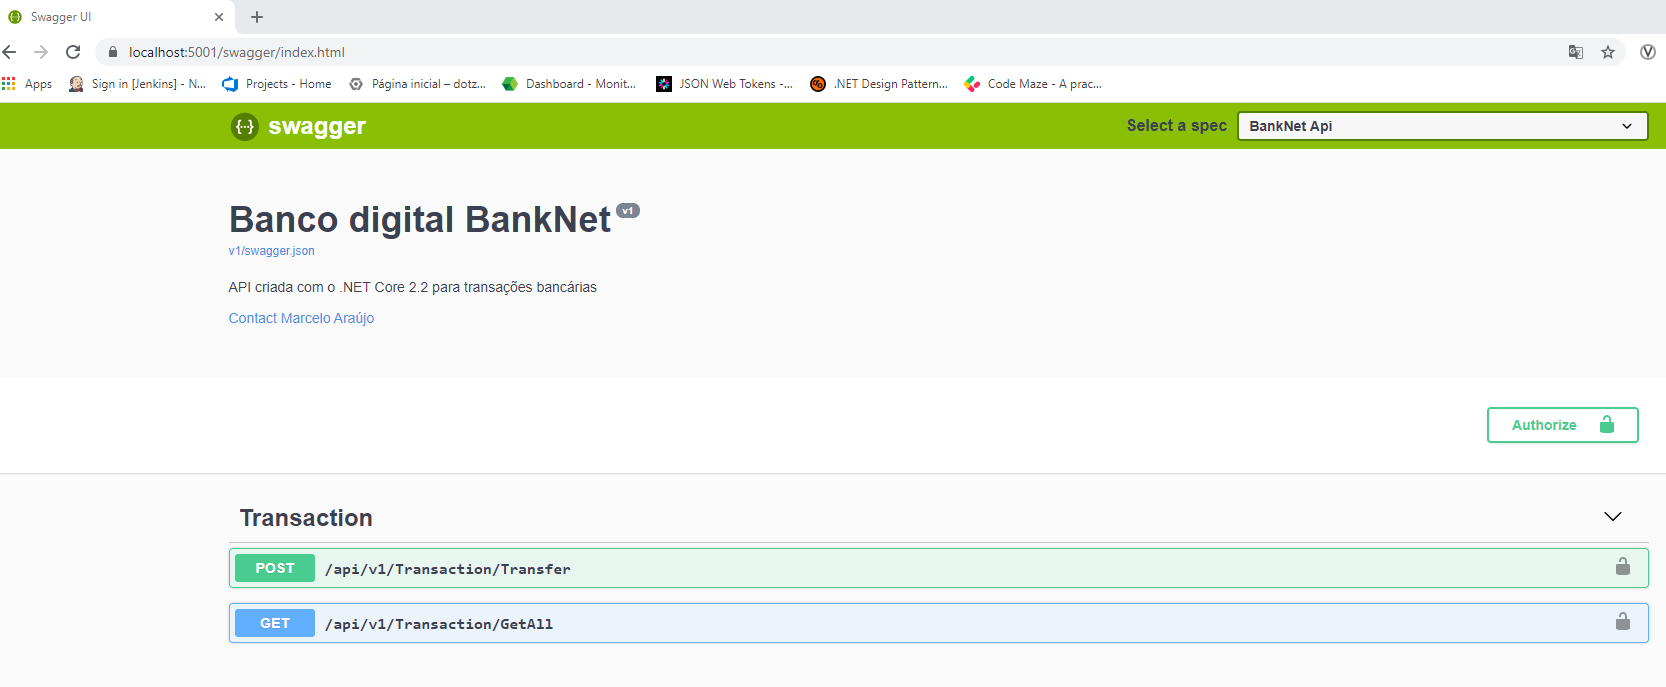 Swagger UI
localhost:5001/swagger/index.html
Apps
Sign in [Jenkins] - N...
Projects - Home
Página inicial – dotz...
Dashboard - Monit...
JSON Web Tokens -...
.NET Design Pattern...
Code Maze - A prac...
{··} swagger
Select a spec
BankNet Api
Banco digital BankNet v1
v1/swagger.json
API criada com o .NET Core 2.2 para transações bancárias
Contact Marcelo Araújo
Authorize
Transaction
POST /api/v1/Transaction/Transfer
GET /api/v1/Transaction/GetAll